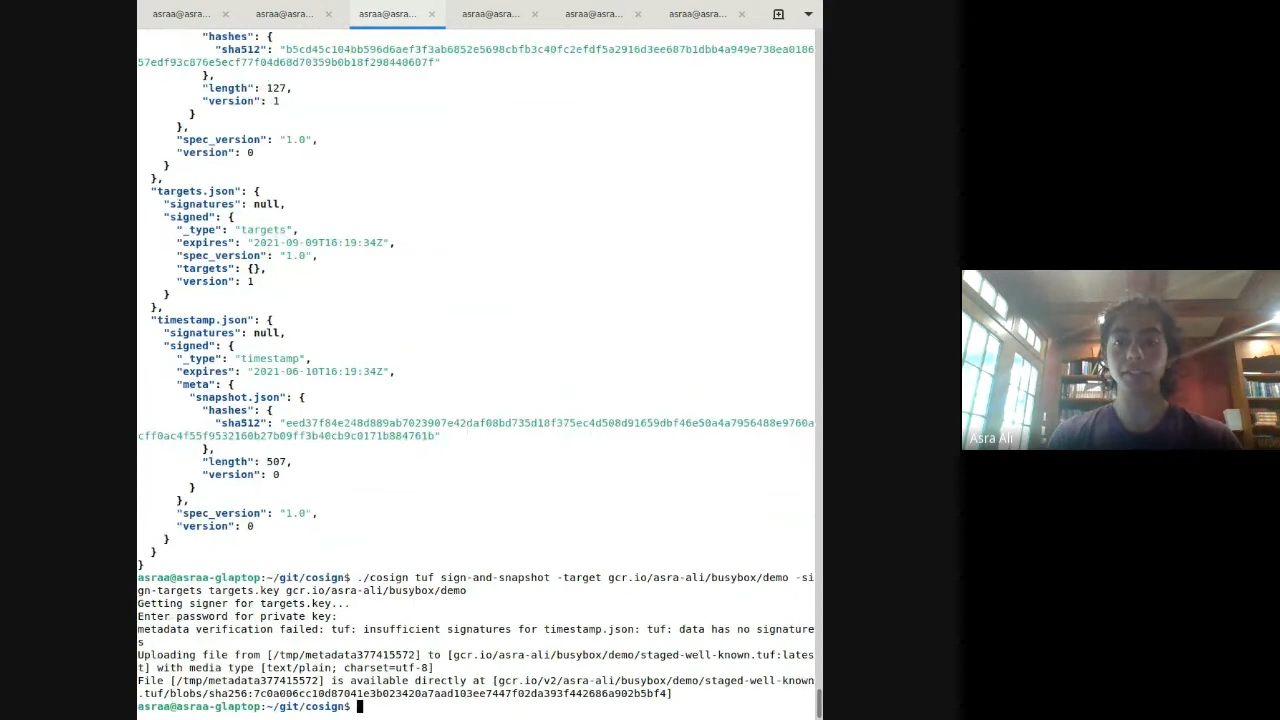 asraa@asra... × asraa@asra... × asraa@asra... × asraa@asra... × asraa@asra... × asraa@asra... ×
"hashes": {
"sha512": "b5cd45c104bb596d6aef3f3ab6852e5698cbfb3c40fc2efdf5a2916d3ee687b1dbb4a949e738ea0186
57edf93c876e5ecf77f04d68d70359b0b18f298440607f"
},
"length": 127,
"version": 1
}
},
"spec_version": "1.0",
"version": 0
}
},
"targets.json": {
"signatures": null,
"signed": {
"_type": "targets",
"expires": "2021-09-09T16:19:34Z",
"spec_version": "1.0",
"targets": {},
"version": 1
}
},
"timestamp.json": {
"signatures": null,
"signed": {
"_type": "timestamp",
"expires": "2021-06-10T16:19:34Z",
"meta": {
"snapshot.json": {
"hashes": {
"sha512": "eed37f84e248d889ab7023907e42daf08bd735d18f375ec4d508d91659dbf46e50a4a7956488e9760a
cff0ac4f55f9532160b27b09ff3b40cb9c0171b884761b"
},
"length": 507,
"version": 0
}
},
"spec_version": "1.0",
"version": 0
}
}
}
asraa@asraa-glaptop:~/git/cosign$ ./cosign tuf sign-and-snapshot -target gcr.io/asra-ali/busybox/demo -si
gn-targets targets.key gcr.io/asra-ali/busybox/demo
Getting signer for targets.key...
Enter password for private key:
metadata verification failed: tuf: insufficient signatures for timestamp.json: tuf: data has no signature
s
Uploading file from [/tmp/metadata377415572] to [gcr.io/asra-ali/busybox/demo/staged-well-known.tuf:lates
t] with media type [text/plain; charset=utf-8]
File [/tmp/metadata377415572] is available directly at [gcr.io/v2/asra-ali/busybox/demo/staged-well-known
.tuf/blobs/sha256:7c0a006cc10d87041e3b023420a7aad103ee7447f02da393f442686a902b5bf4]
asraa@asraa-glaptop:~/git/cosign$
Asra Ali